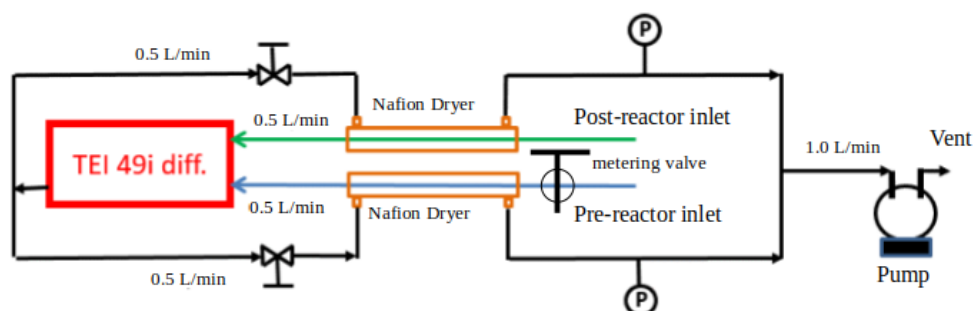 0.5 L/min
P
Nafion Dryer
0.5 L/min
Post-reactor inlet
TEI 49i diff.
metering valve
1.0 L/min
Vent
0.5 L/min
Nafion Dryer
Pre-reactor inlet
0.5 L/min
P
Pump